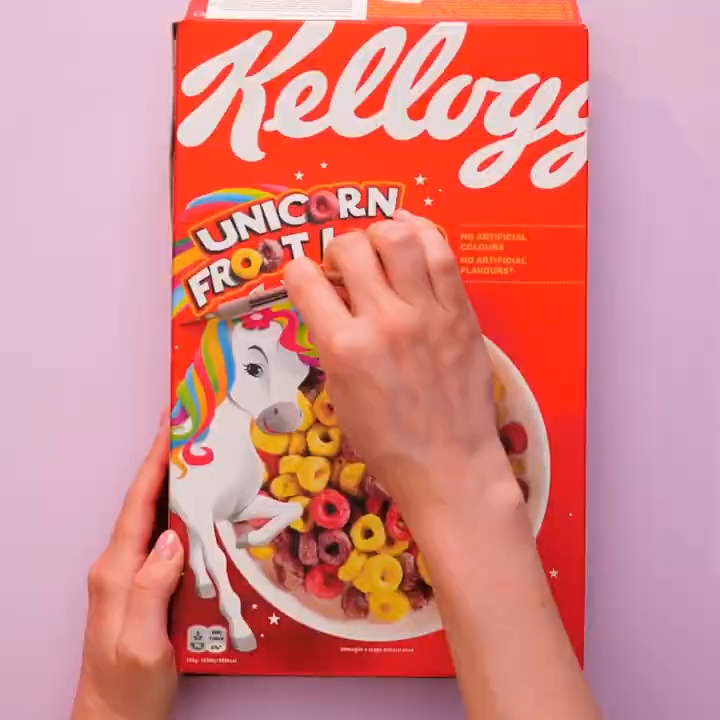 Kellogg
UNICORN
FROOT L
NO ARTIFICIAL
COLOURS
NO ARTIFICIAL
FLAVOURS*